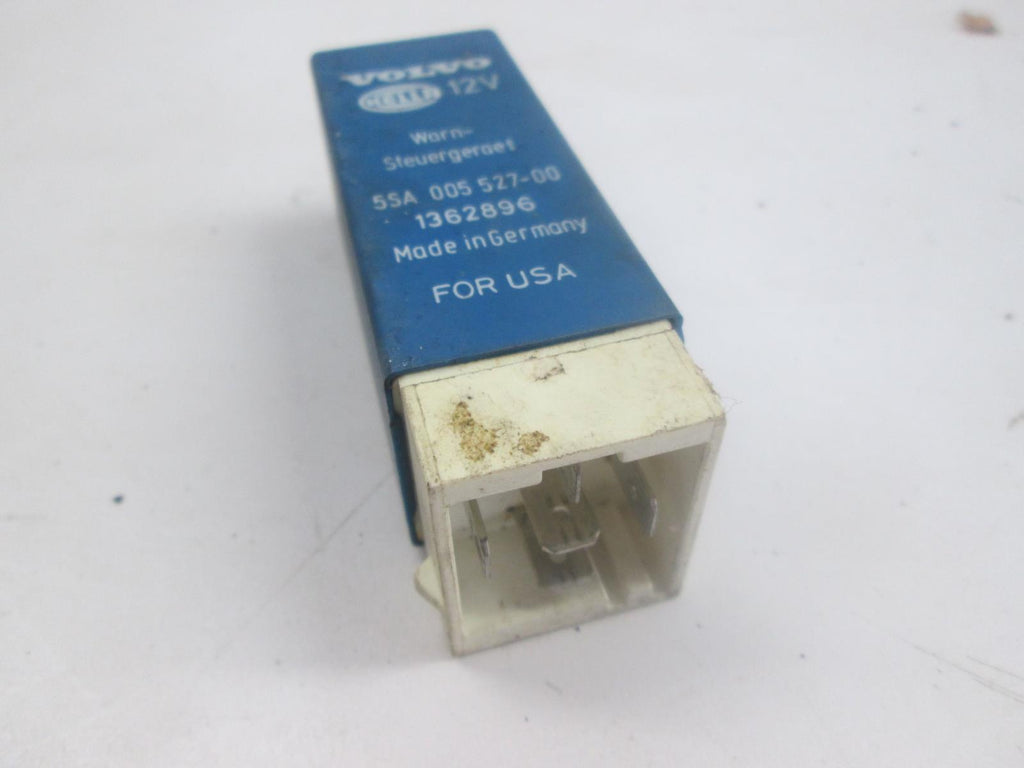 VOLVO
HELLA 12V
Warn-
Steuergeraet
5SA 005 527-00
1362896
Made in Germany
FOR USA